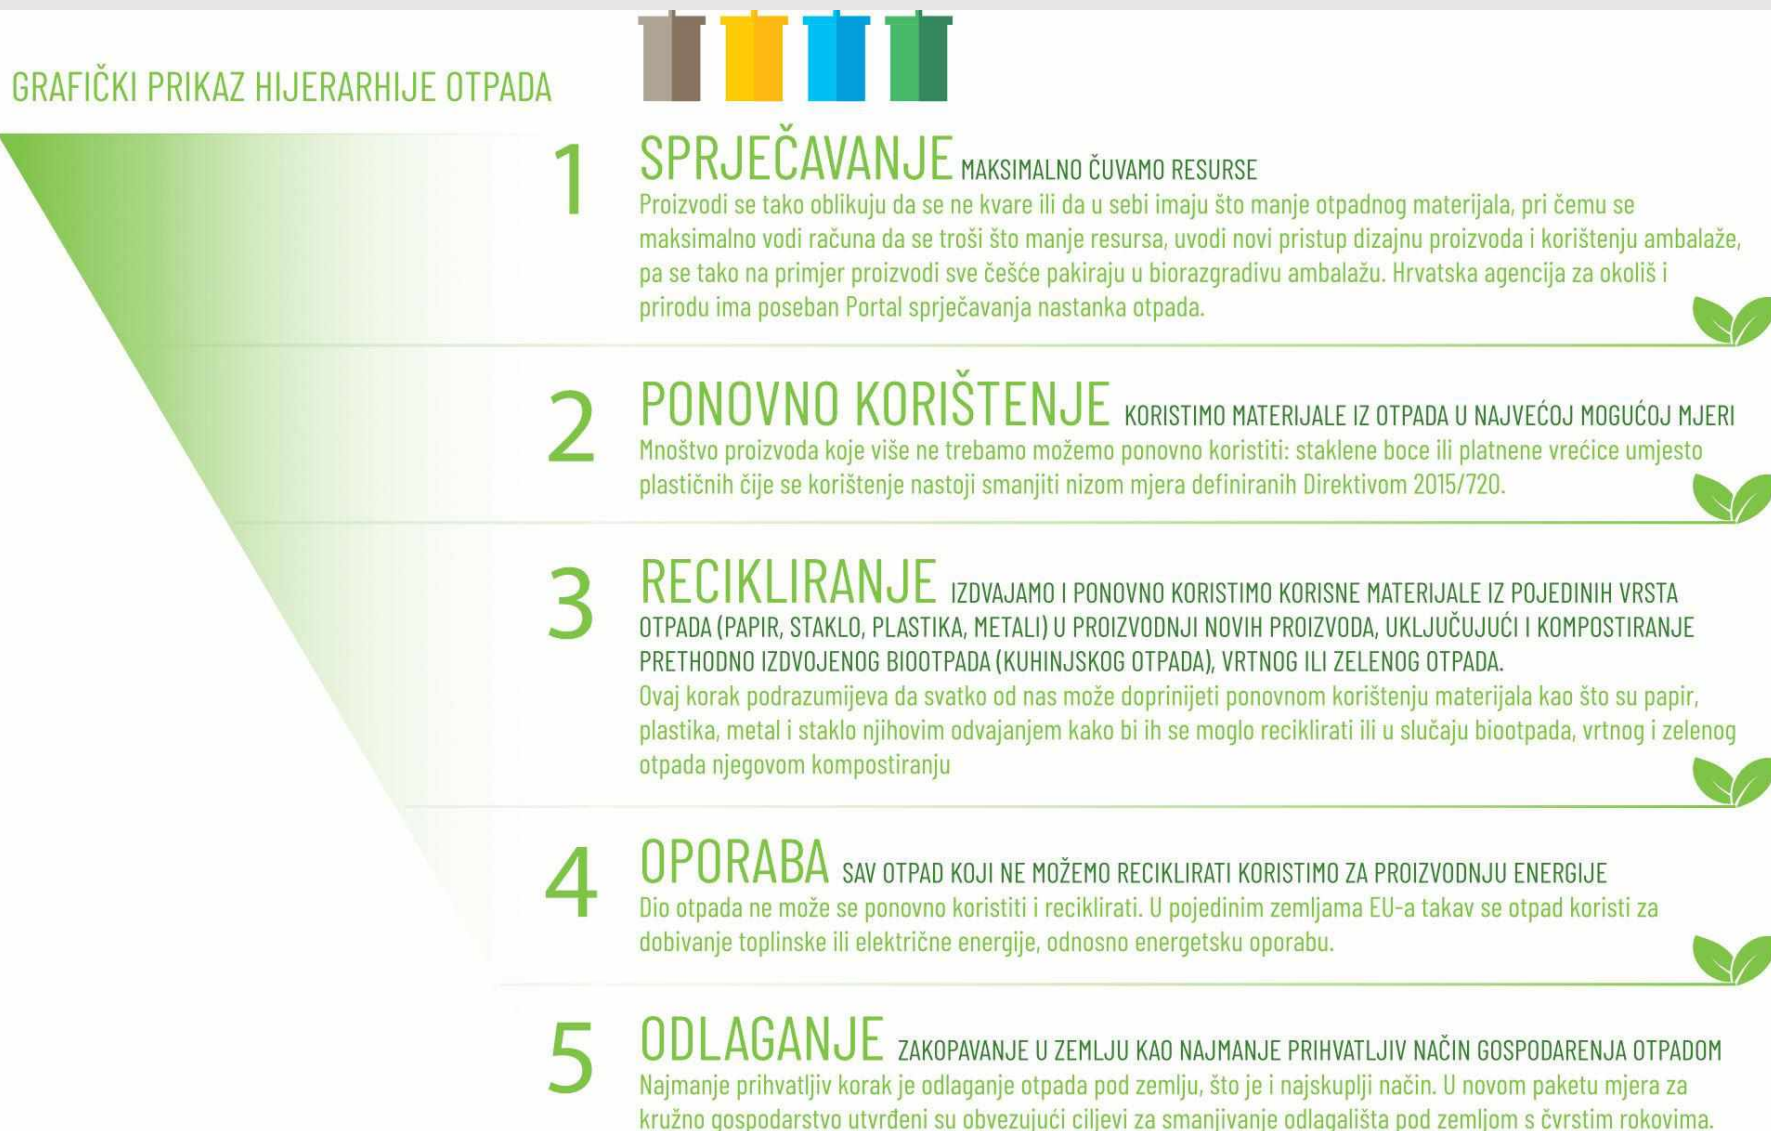 GRAFIČKI PRIKAZ HIJERARHIJE OTPADA
1 SPRJEČAVANJE MAKSIMALNO ČUVAMO RESURSE
Proizvodi se tako oblikuju da se ne kvare ili da u sebi imaju što manje otpadnog materijala, pri čemu se
maksimalno vodi računa da se troši što manje resursa, uvodi novi pristup dizajnu proizvoda i korištenju ambalaže,
pa se tako na primjer proizvodi sve češće pakiraju u biorazgradivu ambalažu. Hrvatska agencija za okoliš i
prirodu ima poseban Portal sprječavanja nastanka otpada.
2 PONOVNO KORIŠTENJE KORISTIMO MATERIJALE IZ OTPADA U NAJVEĆOJ MOGUĆOJ MJERI
Mnoštvo proizvoda koje više ne trebamo možemo ponovno koristiti: staklene boce ili platnene vrećice umjesto
plastičnih čije se korištenje nastoji smanjiti nizom mjera definiranih Direktivom 2015/720.
3 RECIKLIRANJE IZDVAJAMO I PONOVNO KORISTIMO KORISNE MATERIJALE IZ POJEDINIH VRSTA
OTPADA (PAPIR, STAKLO, PLASTIKA, METALI) U PROIZVODNJI NOVIH PROIZVODA, UKLJUČUJUĆI I KOMPOSTIRANJE
PRETHODNO IZDVOJENOG BIOOTPADA (KUHINJSKOG OTPADA), VRTNOG ILI ZELENOG OTPADA.
Ovaj korak podrazumijeva da svatko od nas može doprinijeti ponovnom korištenju materijala kao što su papir,
plastika, metal i staklo njihovim odvajanjem kako bi ih se moglo reciklirati ili u slučaju biootpada, vrtnog i zelenog
otpada njegovom kompostiranju
4 OPORABA SAV OTPAD KOJI NE MOŽEMO RECIKLIRATI KORISTIMO ZA PROIZVODNJU ENERGIJE
Dio otpada ne može se ponovno koristiti i reciklirati. U pojedinim zemljama EU-a takav se otpad koristi za
dobivanje toplinske ili električne energije, odnosno energetsku oporabu.
5 ODLAGANJE ZAKOPAVANJE U ZEMLJU KAO NAJMANJE PRIHVATLJIV NAČIN GOSPODARENJA OTPADOM
Najmanje prihvatljiv korak je odlaganje otpada pod zemlju, što je i najskuplji način. U novom paketu mjera za
kružno gospodarstvo utvrđeni su obvezujući ciljevi za smanjivanje odlagališta pod zemljom s čvrstim rokovima.